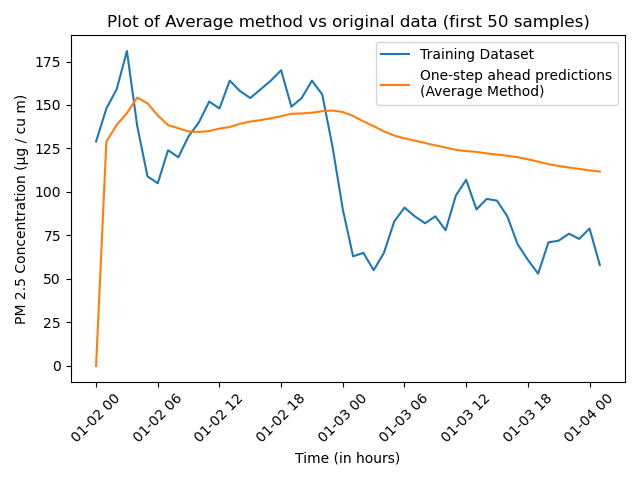 Plot of Average method vs original data (first 50 samples)
Training Dataset
One-step ahead predictions
(Average Method)
PM 2.5 Concentration (µg / cu m)
175
150
125
100
75
50
25
0
01-02 00
01-02 06
01-02 12
01-02 18
01-03 00
01-03 06
01-03 12
01-03 18
01-04 00
Time (in hours)